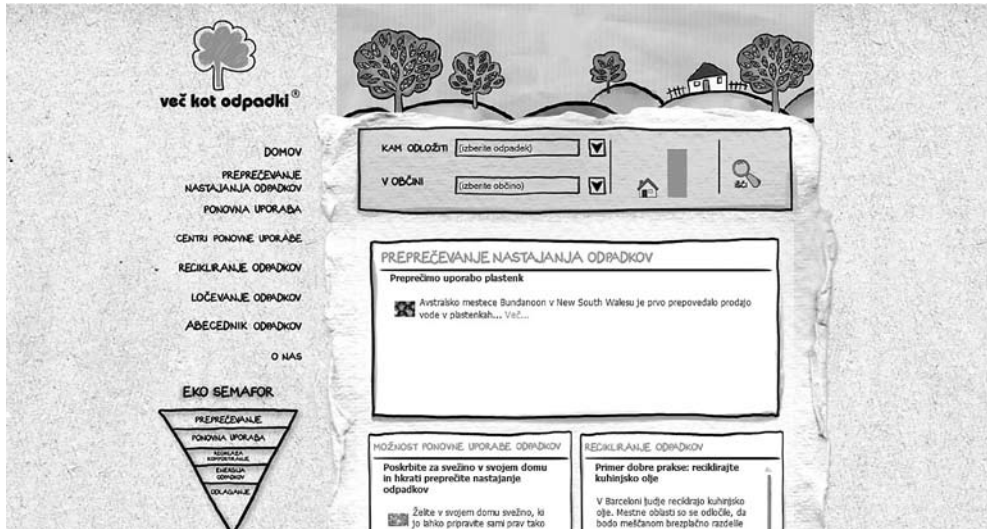 več kot odpadki®
DOMOV
PREPREČEVANJE
NASTAJANJA ODPADKOV
PONOVNA UPORABA
CENTRI PONOVNE UPORABE
RECIKLIRANJE ODPADKOV
LOČEVANJE ODPADKOV
ABECEDNIK ODPADKOV
O NAS
EKO SEMAFOR
PREPREČEVANJE
PONOVNA UPORABA
RECIKLAŽA
KOMPOSTIRANJE
ENERGIJA
ODPADKOV
ODLAGANJE
KAM ODLOŽITI (izberite odpadek)
V OBČINI (izberite občino)
IŠČI
PREPREČEVANJE NASTAJANJA ODPADKOV
Preprečimo uporabo plastenk
Avstralsko mestece Bundanoon v New South Walesu je prvo prepovedalo prodajo
vode v plastenkah... Več...
MOŽNOST PONOVNE UPORABE ODPADKOV
Poskrbite za svežino v svojem domu
in hkrati preprečite nastajanje
odpadkov
Želite v svojem domu svežino, ki
jo lahko pripravite sami prav tako
RECIKLIRANJE ODPADKOV
Primer dobre prakse: reciklirajte
kuhinjsko olje
V Barceloni ljudje reciklirajo kuhinjsko
olje. Mestne oblasti so se odločile, da
bodo meščanom brezplačno razdelile